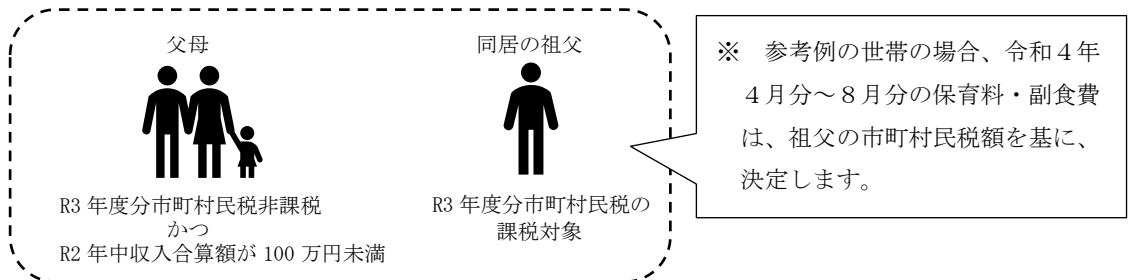 父母
同居の祖父
R3 年度分市町村民税非課税
かつ
R2 年中収入合算額が 100 万円未満
R3 年度分市町村民税の
課税対象
※ 参考例の世帯の場合、令和４年
４月分～８月分の保育料・副食費
は、祖父の市町村民税額を基に、
決定します。